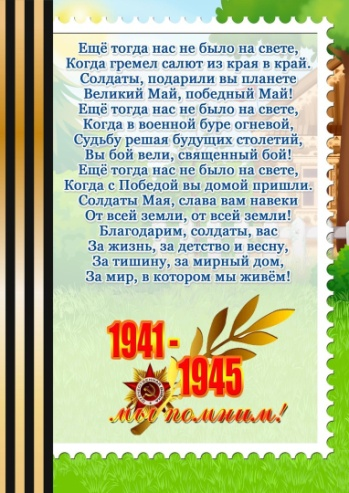 Ещё тогда нас не было на свете,
Когда гремел салют из края в край.
Солдаты, подарили вы планете
Великий Май, победный Май!
Ещё тогда нас не было на свете,
Когда в военной буре огневой,
Судьбу решая будущих столетий,
Вы бой вели, священный бой!
Ещё тогда нас не было на свете,
Когда с Победой вы домой пришли.
Солдаты Мая, слава вам навеки
От всей земли, от всей земли!
Благодарим, солдаты, вас
За жизнь, за детство и весну,
За тишину, за мирный дом,
За мир, в котором мы живём!
1941 -
1945
мы помним!